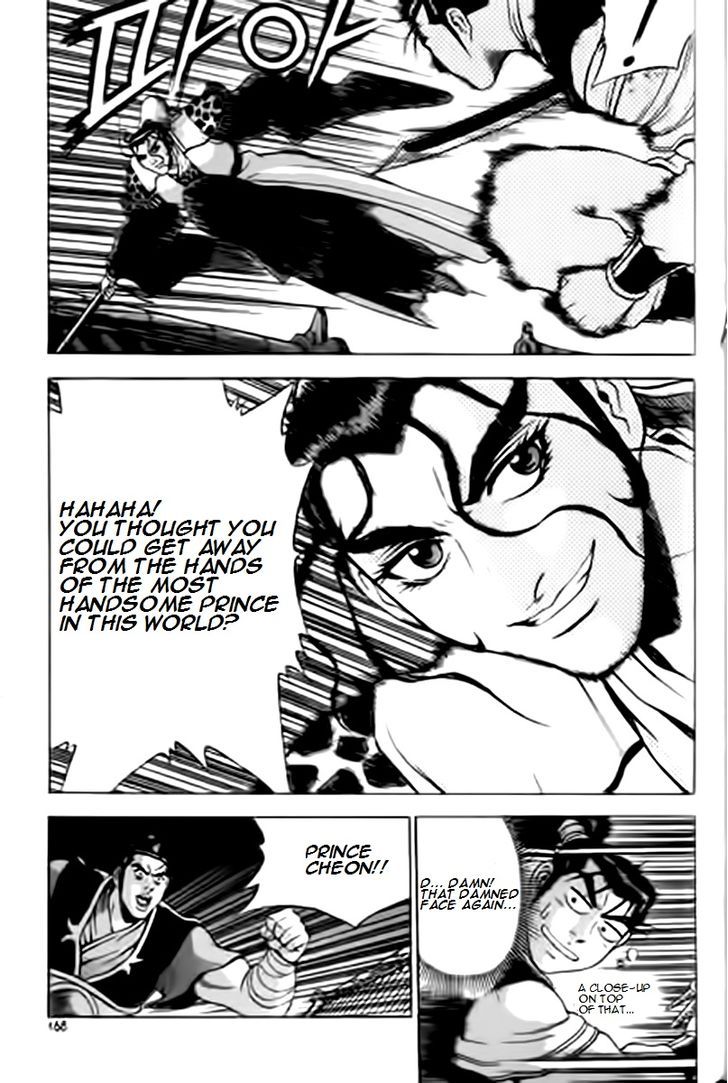 파아
!
HAHAHA!
YOU THOUGHT YOU
COULD GET AWAY
FROM THE HANDS
OF THE MOST
HANDSOME PRINCE
IN THIS WORLD?
PRINCE
CHEON!!
D... DAMN!
THAT DAMNED
FACE AGAIN...
A CLOSE-UP
ON TOP
OF THAT...
168